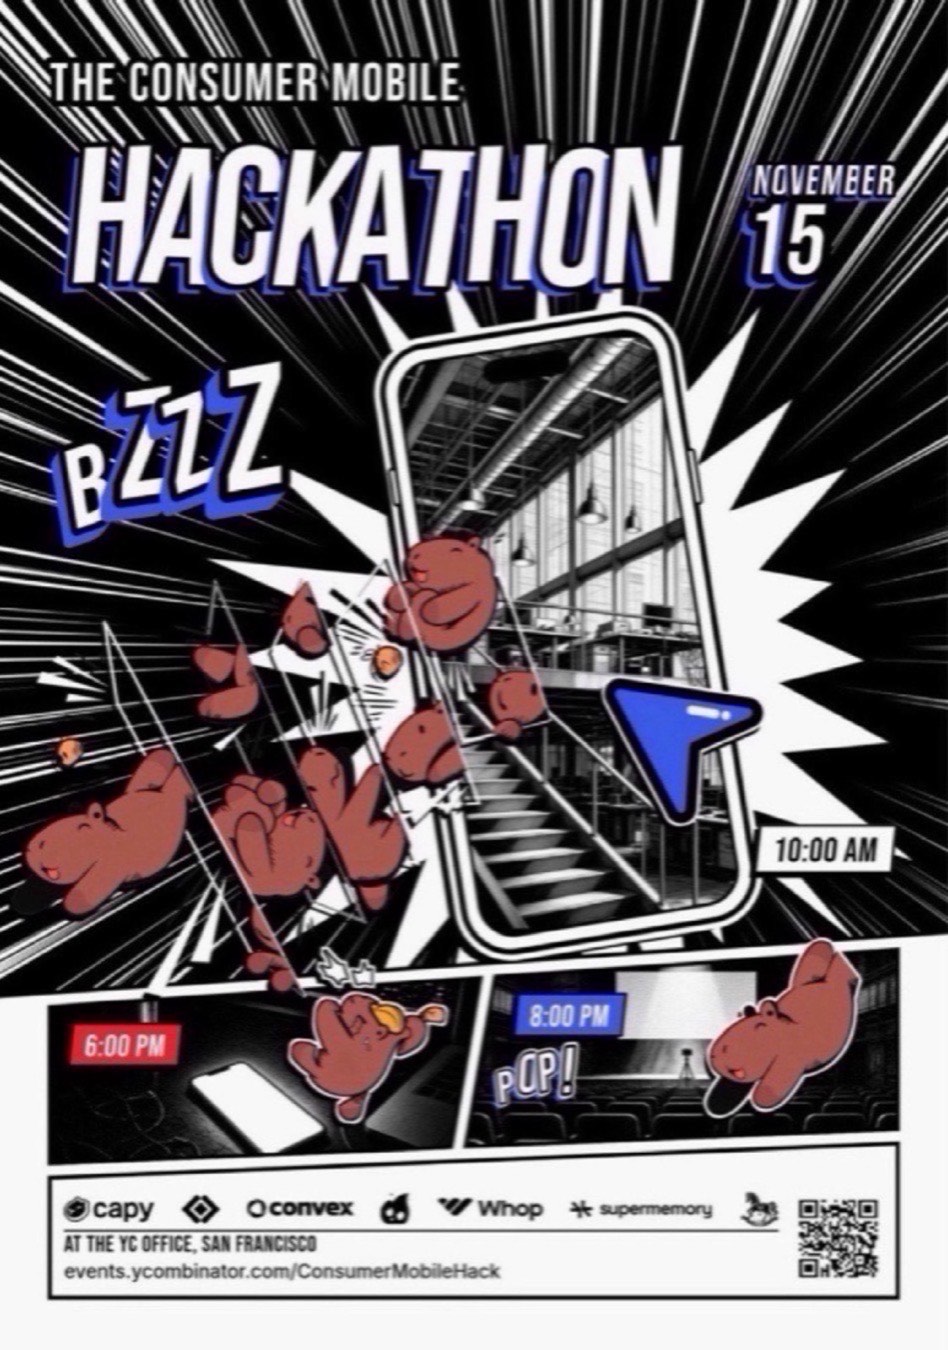 THE CONSUMER MOBILE
HACKATHON
NOVEMBER
15
BZZZ
10:00 AM
6:00 PM
8:00 PM
POP!
capy
convex
Whop
supermemory
AT THE YC OFFICE, SAN FRANCISCO
events.ycombinator.com/ConsumerMobileHack